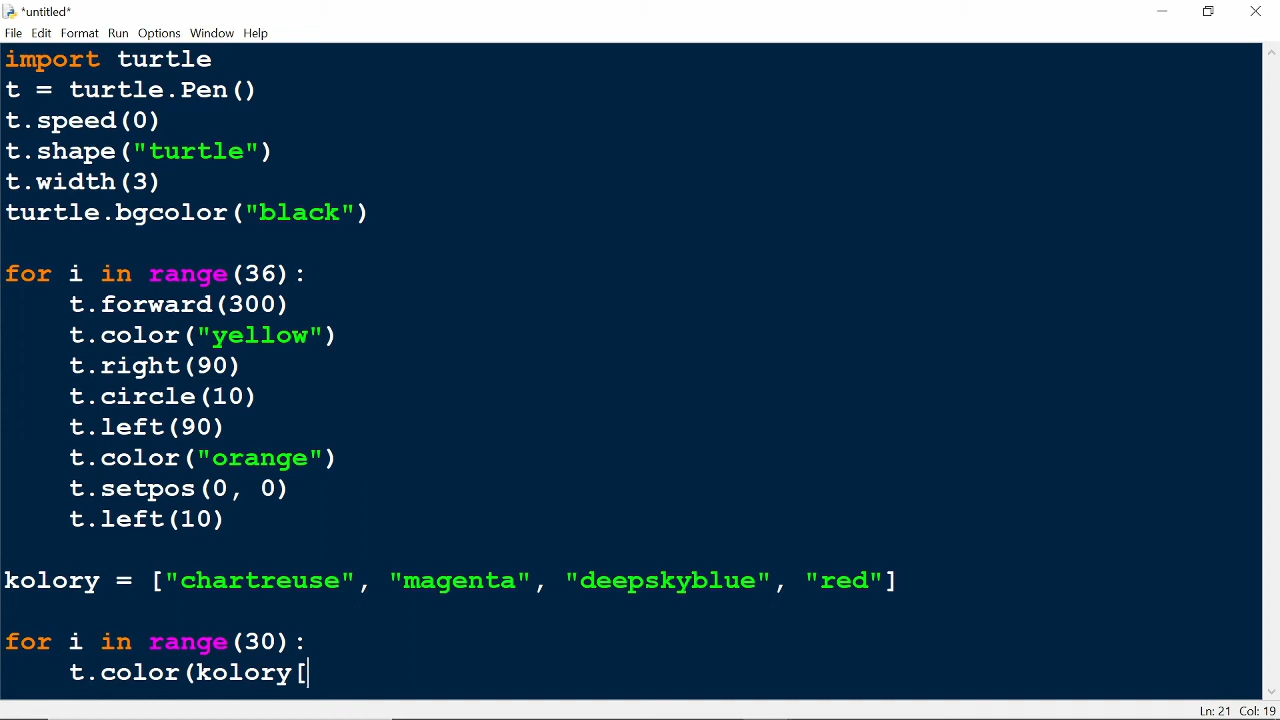 *untitled*
File Edit Format Run Options Window Help
import turtle
t = turtle.Pen()
t.speed(0)
t.shape("turtle")
t.width(3)
turtle.bgcolor("black")
for i in range(36):
    t.forward(300)
    t.color("yellow")
    t.right(90)
    t.circle(10)
    t.left(90)
    t.color("orange")
    t.setpos(0, 0)
    t.left(10)
kolory = ["chartreuse", "magenta", "deepskyblue", "red"]
for i in range(30):
    t.color(kolory[
Ln: 21 Col: 19